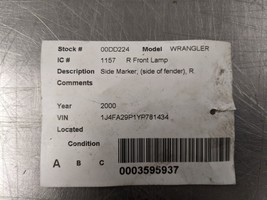 Stock # 00DD224 Model WRANGLER
IC # 1157 R Front Lamp
Description Side Marker, (side of fender), R
Comments
Year 2000
VIN 1J4FA29P1YP781434
Located
Condition
A B C
0003595937